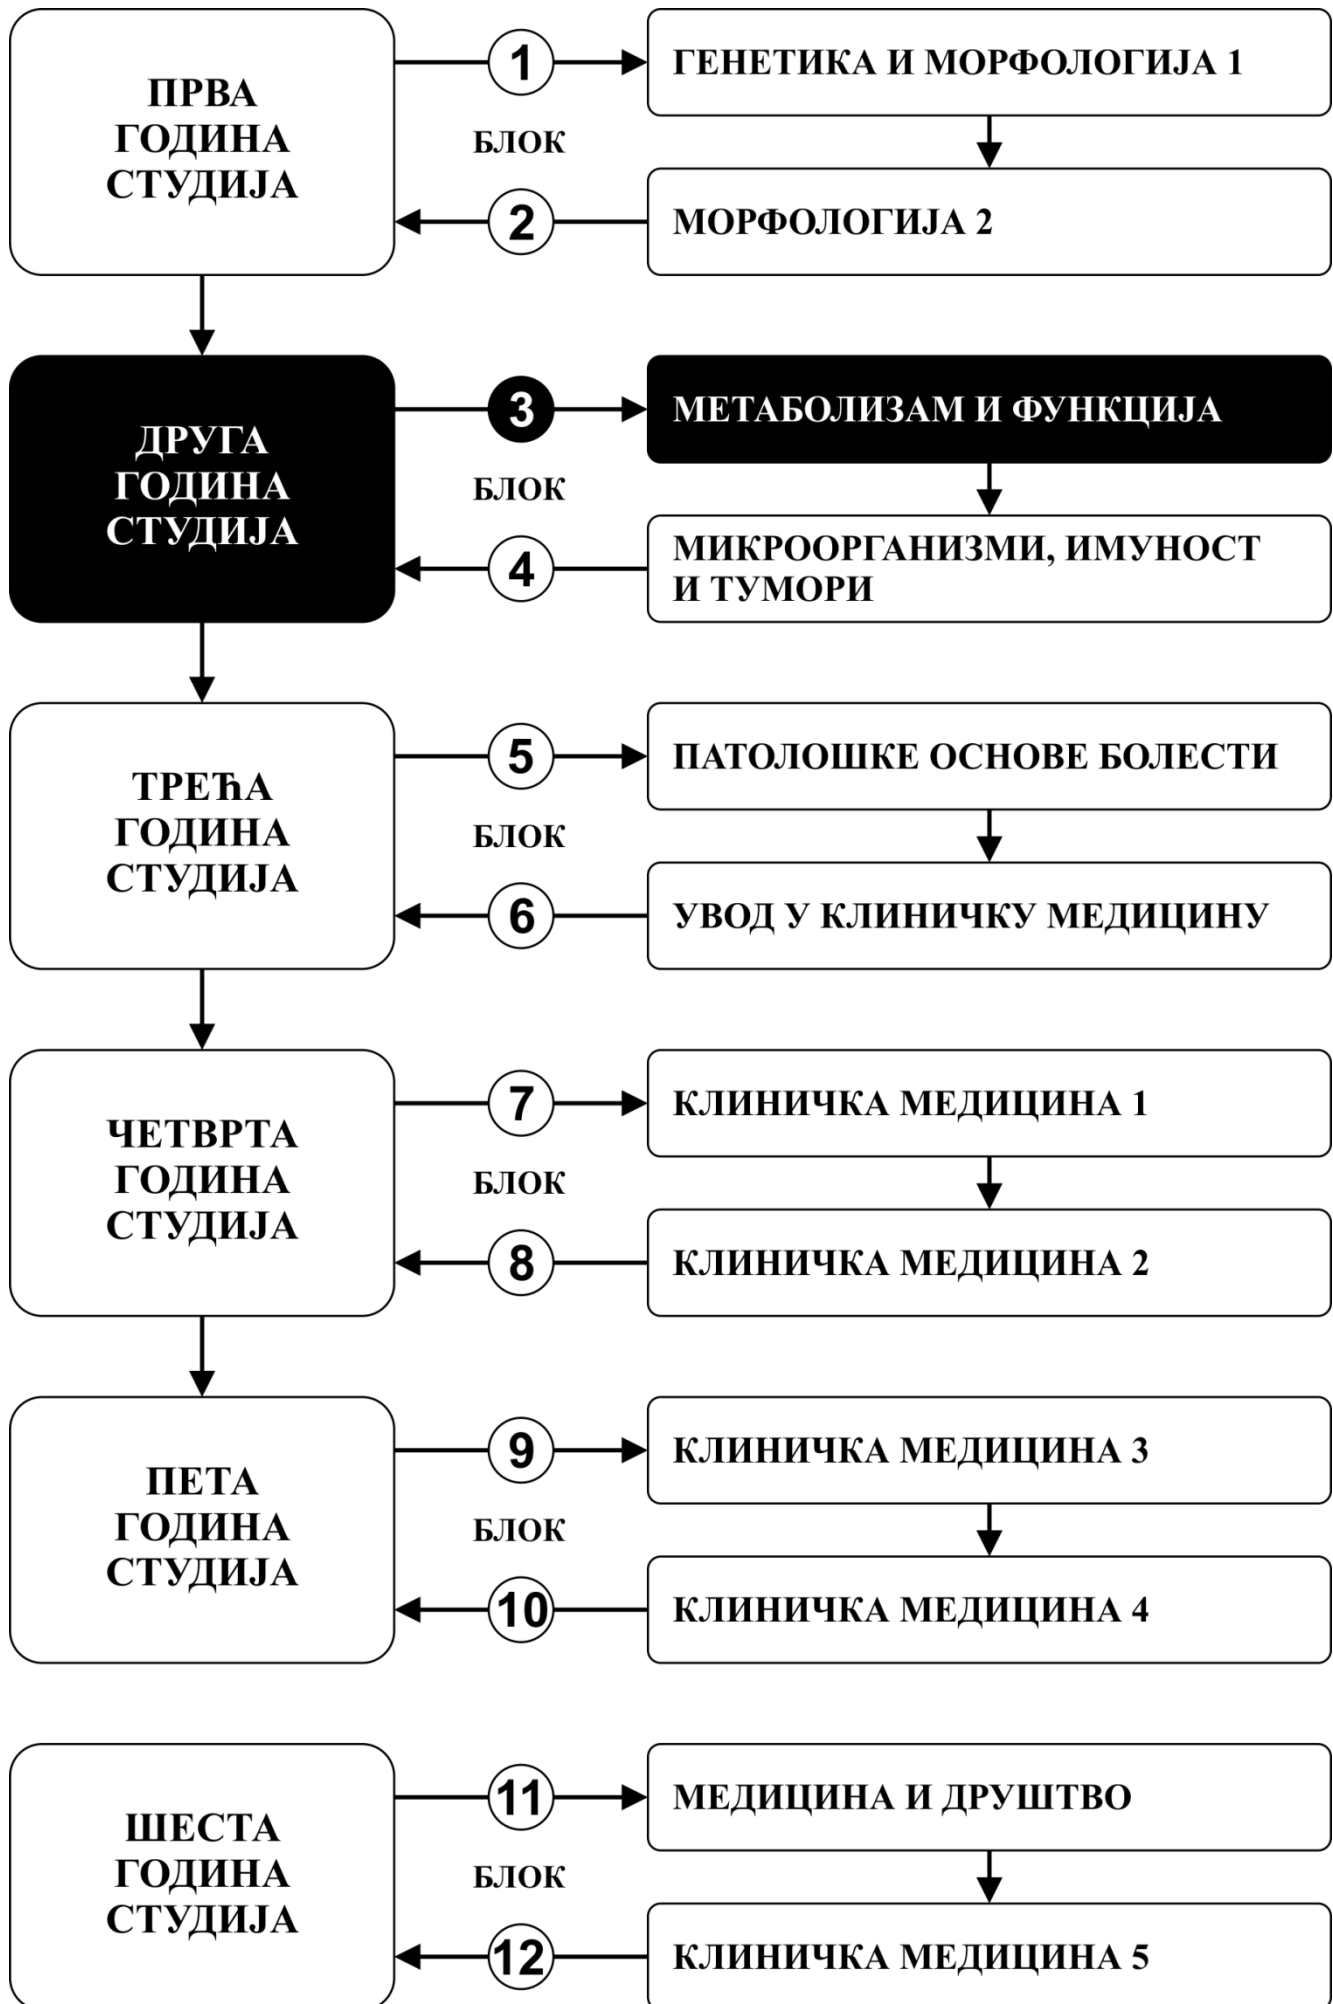 ПРВА
ГОДИНА
СТУДИЈА
1
БЛОК
2
ГЕНЕТИКА И МОРФОЛОГИЈА 1
МОРФОЛОГИЈА 2
ДРУГА
ГОДИНА
СТУДИЈА
3
БЛОК
4
МЕТАБОЛИЗАМ И ФУНКЦИЈА
МИКРООРГАНИЗМИ, ИМУНОСТ
И ТУМОРИ
ТРЕЋА
ГОДИНА
СТУДИЈА
5
БЛОК
6
ПАТОЛОШКЕ ОСНОВЕ БОЛЕСТИ
УВОД У КЛИНИЧКУ МЕДИЦИНУ
ЧЕТВРТА
ГОДИНА
СТУДИЈА
7
БЛОК
8
КЛИНИЧКА МЕДИЦИНА 1
КЛИНИЧКА МЕДИЦИНА 2
ПЕТА
ГОДИНА
СТУДИЈА
9
БЛОК
10
КЛИНИЧКА МЕДИЦИНА 3
КЛИНИЧКА МЕДИЦИНА 4
ШЕСТА
ГОДИНА
СТУДИЈА
11
БЛОК
12
МЕДИЦИНА И ДРУШТВО
КЛИНИЧКА МЕДИЦИНА 5